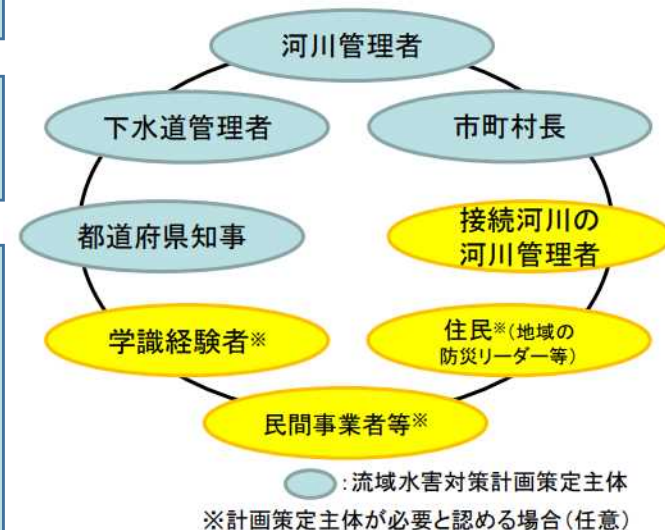 河川管理者
下水道管理者
市町村長
都道府県知事
接続河川の
河川管理者
学識経験者※
住民※(地域の
防災リーダー等)
民間事業者等※
:流域水害対策計画策定主体
※計画策定主体が必要と認める場合(任意)